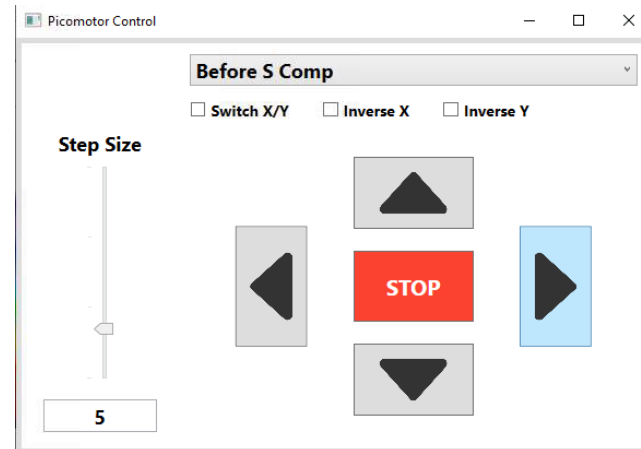 Picomotor Control
Before S Comp
Switch X/Y Inverse X Inverse Y
Step Size
STOP
5